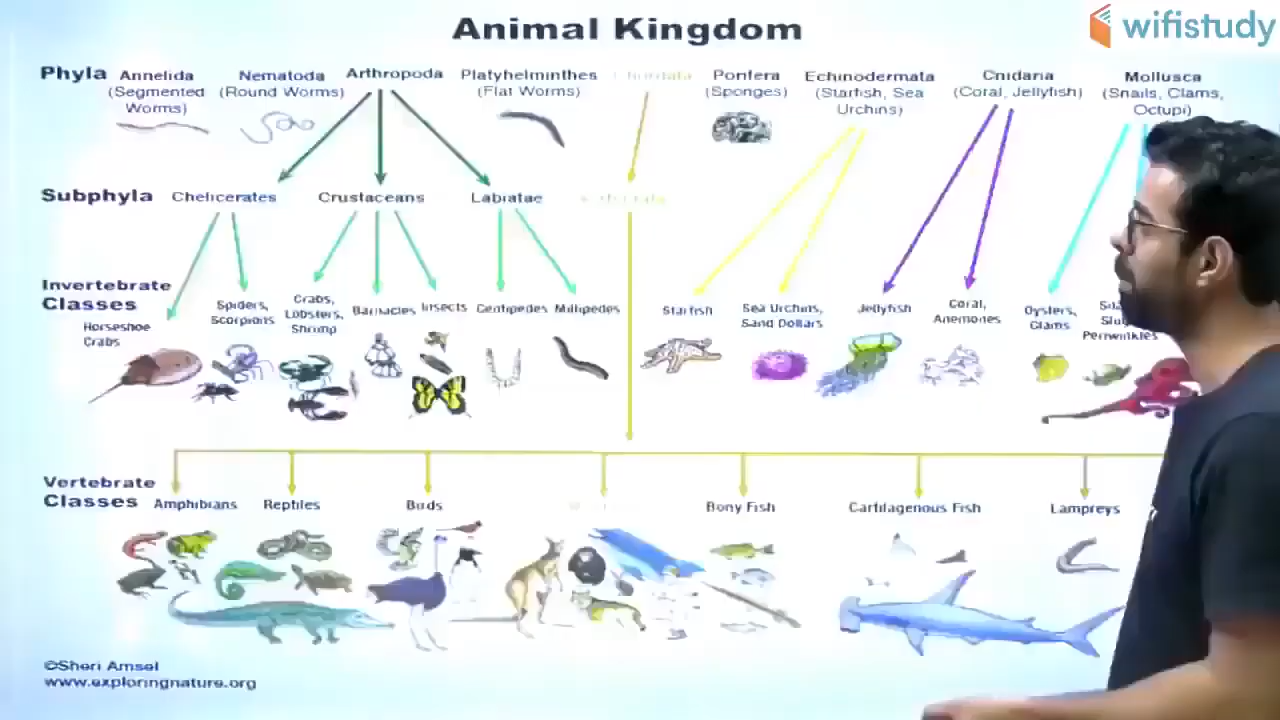 Animal Kingdom
wifistudy
Phyla
Annelida
(Segmented
Worms)
Nematoda
(Round Worms)
Arthropoda
Platyhelminthes
(Flat Worms)
Chordata
Porifera
(Sponges)
Echinodermata
(Starfish, Sea
Urchins)
Cnidaria
(Coral, Jellyfish)
Mollusca
(Snails, Clams,
Octupi)
Subphyla
Chelicerates
Crustaceans
Labiatae
Invertebrate
Classes
Horseshoe
Crabs
Spiders,
Scorpions
Crabs,
Lobsters,
Shrimp
Barnacles
Insects
Centipedes
Millipedes
Starfish
Sea Urchins,
Sand Dollars
Jellyfish
Coral,
Anemones
Oysters,
Clams
Periwinkles
Vertebrate
Classes
Amphibians
Reptiles
Birds
Bony Fish
Cartilagenous Fish
Lampreys
©Sheri Amsel
www.exploringnature.org